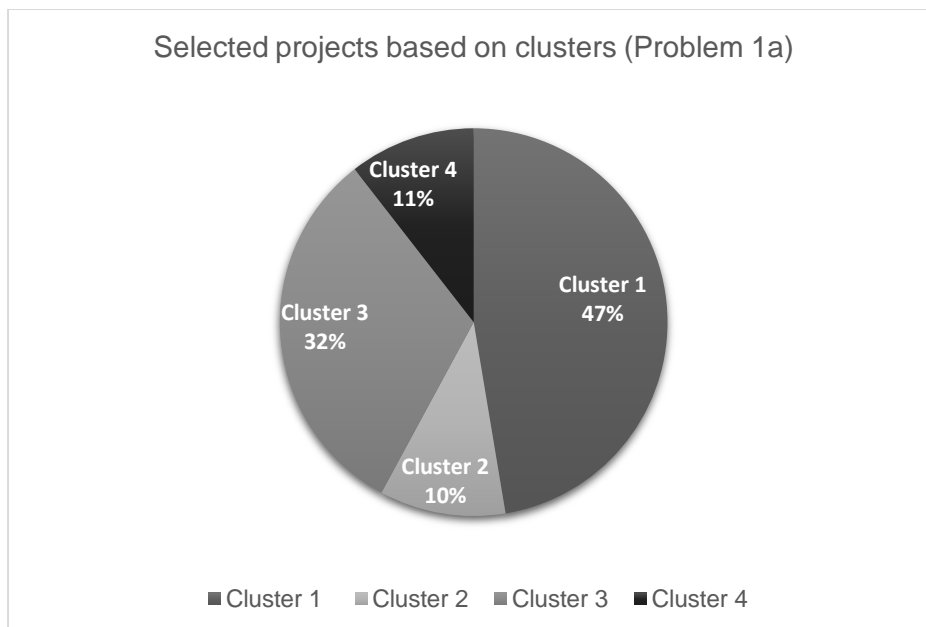 Selected projects based on clusters (Problem 1a)
Cluster 4
11%
Cluster 1
47%
Cluster 3
32%
Cluster 2
10%
Cluster 1 Cluster 2 Cluster 3 Cluster 4